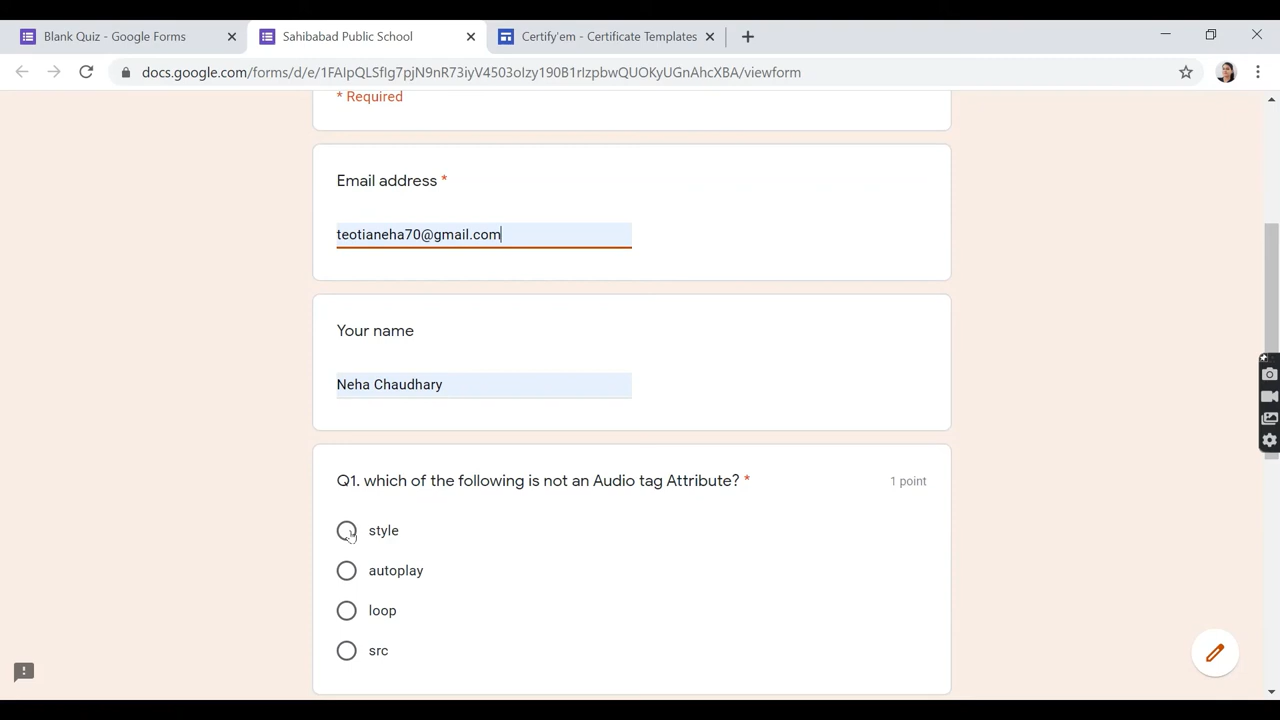 Blank Quiz - Google Forms
Sahibabad Public School
Certify'em - Certificate Templates
docs.google.com/forms/d/e/1FAIpQLSfIg7pjN9nR73iyV4503oIzy190B1rIzpbwQUOKyUGnAhcXBA/viewform
* Required
Email address *
teotianeha70@gmail.com
Your name
Neha Chaudhary
Q1. which of the following is not an Audio tag Attribute? *
1 point
style
autoplay
loop
src